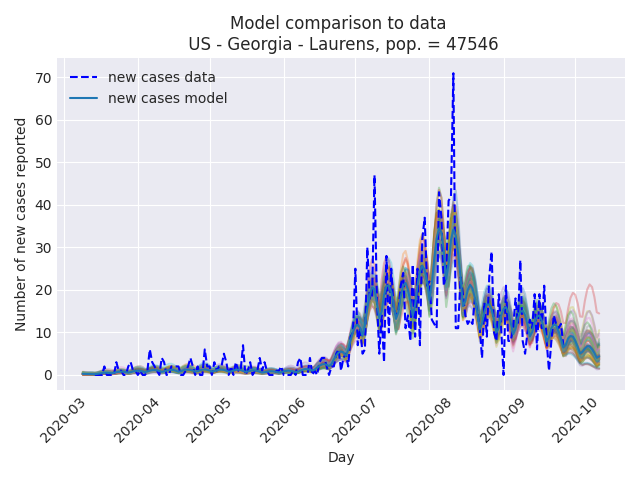 Model comparison to data
US - Georgia - Laurens, pop. = 47546
new cases data
new cases model
Number of new cases reported
70
60
50
40
30
20
10
0
2020-03
2020-04
2020-05
2020-06
2020-07
2020-08
2020-09
2020-10
Day